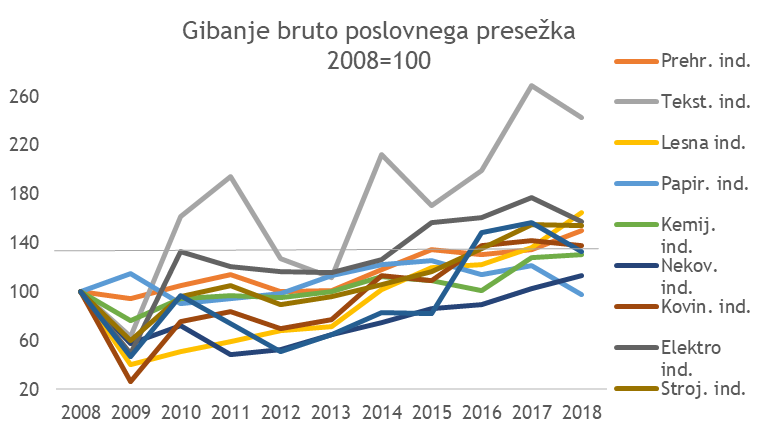 Gibanje bruto poslovnega presežka
2008=100
260
220
180
140
100
60
20
2008 2009 2010 2011 2012 2013 2014 2015 2016 2017 2018
Prehr. ind.
Tekst. ind.
Lesna ind.
Papir. ind.
Kemij.
ind.
Nekov.
ind.
Kovin. ind.
Elektro
ind.
Stroj. ind.